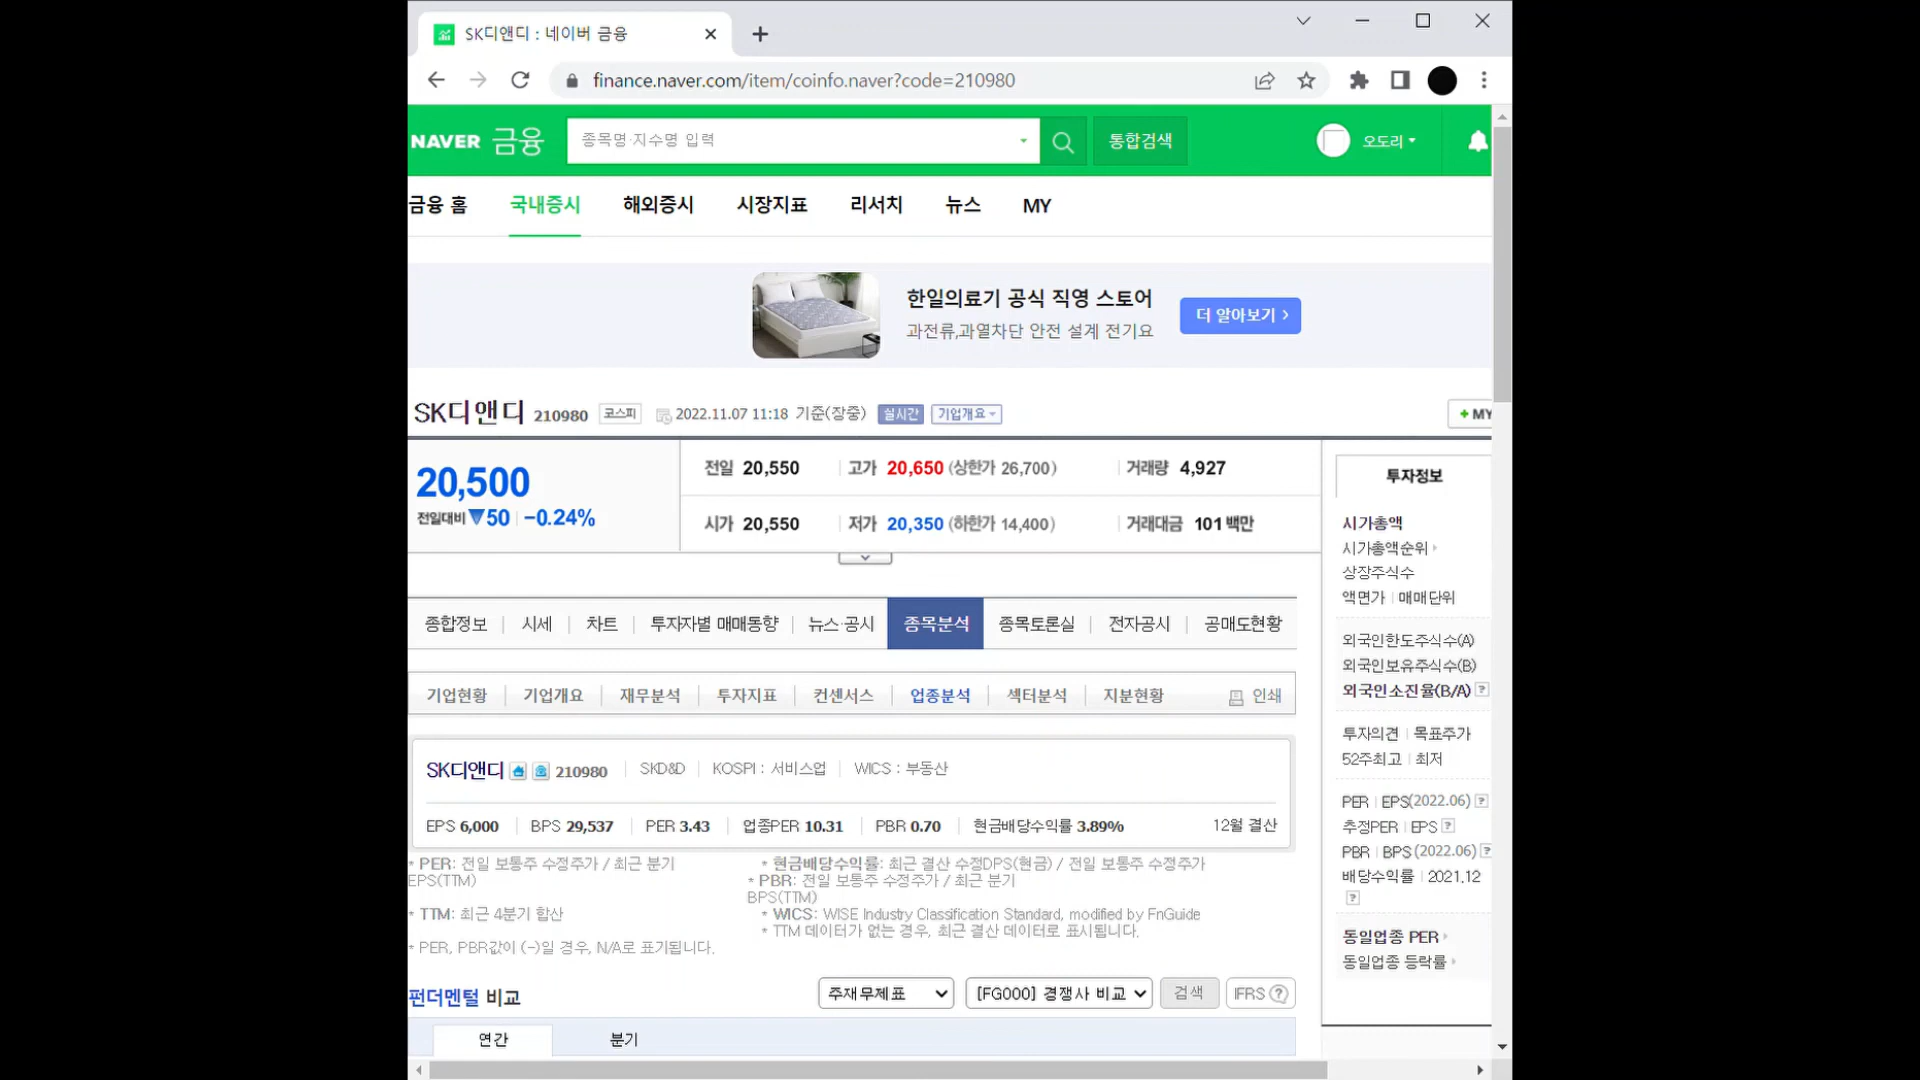 SK디앤디 : 네이버 금융
finance.naver.com/item/coinfo.naver?code=210980
NAVER 금융 종목명·지수명 입력 통합검색 오도리
금융 홈 국내증시 해외증시 시장지표 리서치 뉴스 MY
한일의료기 공식 직영 스토어
과전류,과열차단 안전 설계 전기요
더 알아보기 >
SK디앤디 210980 코스피 2022.11.07 11:18 기준(장중) 실시간 기업개요 + MY
20,500
전일대비 ▼50 -0.24%
전일 20,550 고가 20,650 (상한가 26,700) 거래량 4,927
시가 20,550 저가 20,350 (하한가 14,400) 거래대금 101 백만
종합정보 시세 차트 투자자별 매매동향 뉴스·공시 종목분석 종목토론실 전자공시 공매도현황
기업현황 기업개요 재무분석 투자지표 컨센서스 업종분석 섹터분석 지분현황 인쇄
SK디앤디 210980 SKD&D KOSPI : 서비스업 WICS : 부동산
EPS 6,000 BPS 29,537 PER 3.43 업종PER 10.31 PBR 0.70 현금배당수익률 3.89% 12월 결산
* PER: 전일 보통주 수정주가 / 최근 분기
EPS(TTM)
* TTM: 최근 4분기 합산
* PER, PBR값이 (-)일 경우, N/A로 표기됩니다.
* 현금배당수익률: 최근 결산 수정DPS(현금) / 전일 보통주 수정주가
* PBR: 전일 보통주 수정주가 / 최근 분기
BPS(TTM)
* WICS: WISE Industry Classification Standard, modified by FnGuide
* TTM 데이터가 없는 경우, 최근 결산 데이터로 표시됩니다.
펀더멘털 비교 주재무제표 [FG000] 경쟁사 비교 검색 IFRS ?
연간 분기
투자정보
시가총액
시가총액순위
상장주식수
액면가 | 매매단위
외국인한도주식수(A)
외국인보유주식수(B)
외국인소진율(B/A) ?
투자의견 | 목표주가
52주최고 | 최저
PER | EPS(2022.06) ?
추정PER | EPS ?
PBR | BPS (2022.06) ?
배당수익률 | 2021.12
?
동일업종 PER
동일업종 등락률